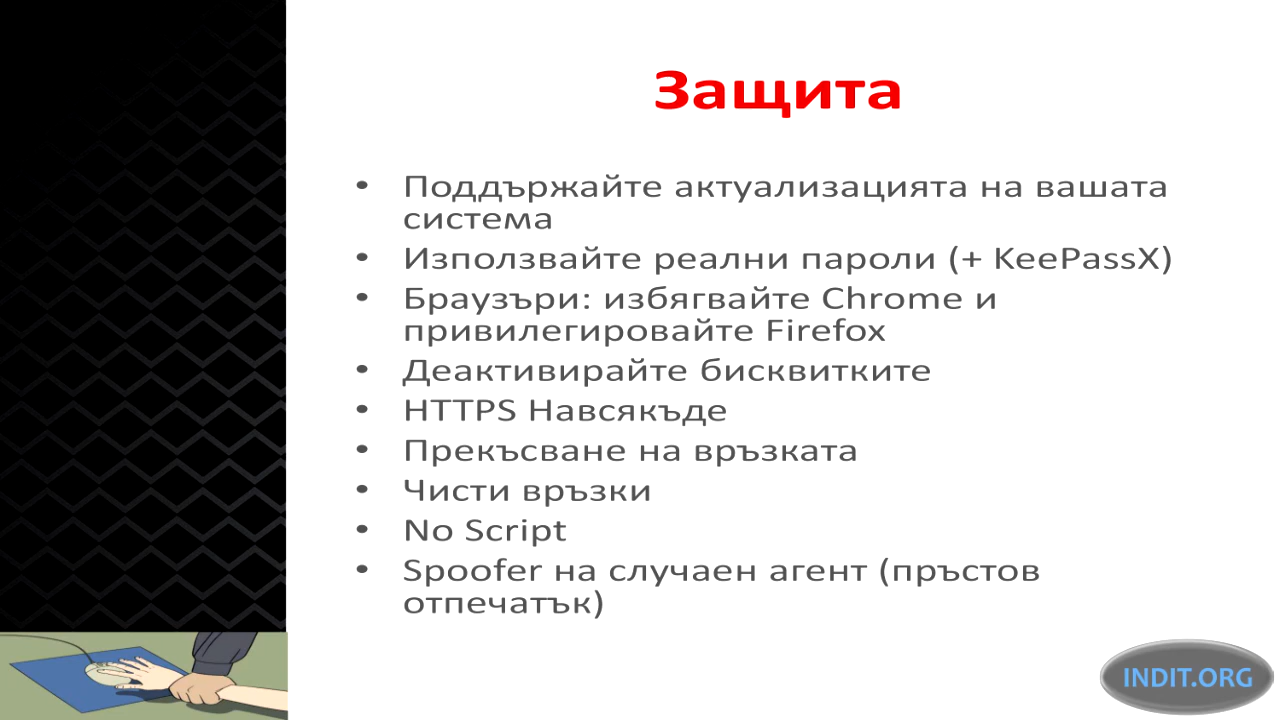 Защита
• Поддържайте актуализацията на вашата
система
• Използвайте реални пароли (+ KeePassX)
• Браузъри: избягвайте Chrome и
привилегировайте Firefox
• Деактивирайте бисквитките
• HTTPS Навсякъде
• Прекъсване на връзката
• Чисти връзки
• No Script
• Spoofer на случаен агент (пръстов
отпечатък)
INDIT.ORG